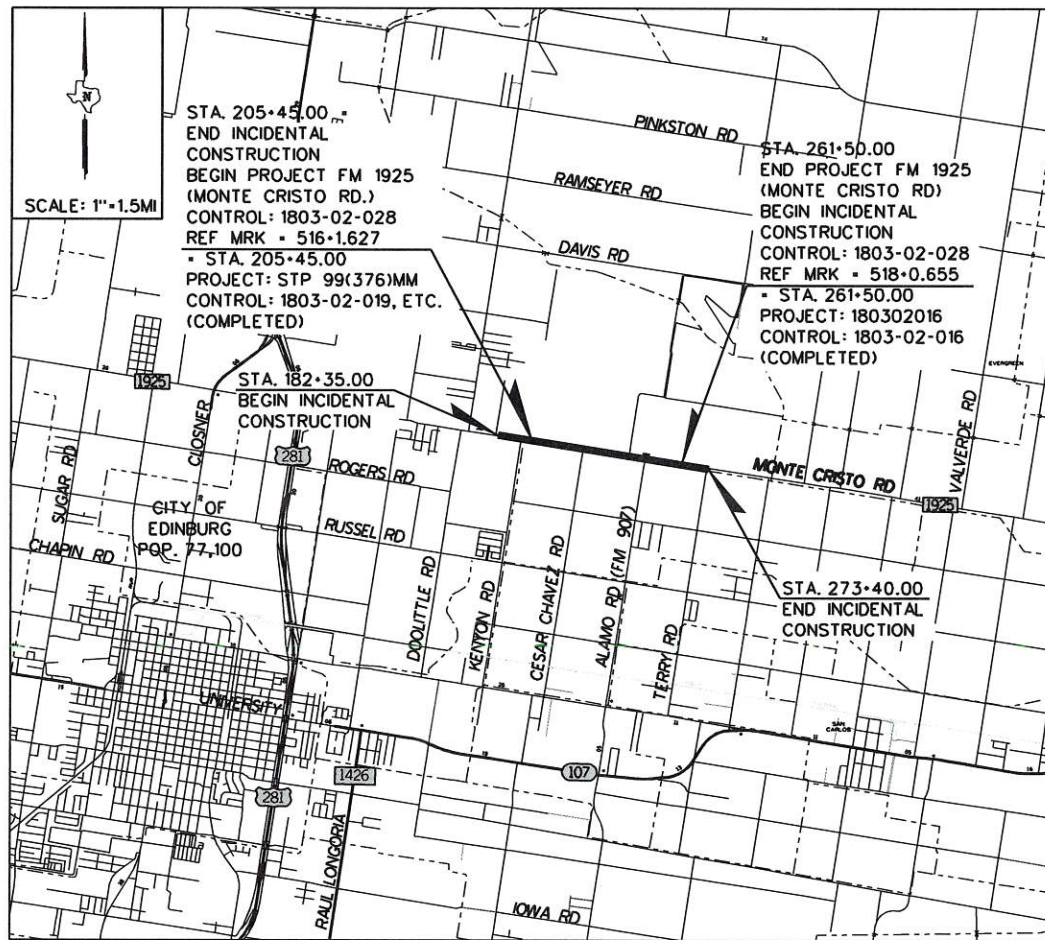 N
SCALE: 1"=1.5MI
STA. 205+45.00 =
END INCIDENTAL
CONSTRUCTION
BEGIN PROJECT FM 1925
(MONTE CRISTO RD.)
CONTROL: 1803-02-028
REF MRK = 516+1.627
= STA. 205+45.00
PROJECT: STP 99(376)MM
CONTROL: 1803-02-019, ETC.
(COMPLETED)
STA. 261+50.00
END PROJECT FM 1925
(MONTE CRISTO RD)
BEGIN INCIDENTAL
CONSTRUCTION
CONTROL: 1803-02-028
REF MRK = 518+0.655
= STA. 261+50.00
PROJECT: 180302016
CONTROL: 1803-02-016
(COMPLETED)
PINKSTON RD
RAMSEYER RD
DAVIS RD
STA. 182+35.00
BEGIN INCIDENTAL
CONSTRUCTION
1925
EVERGREEN
CLOSNER
281
ROGERS RD
MONTE CRISTO RD
VALVERDE RD
1925
SUGAR RD
CITY OF
EDINBURG
POP. 77,100
RUSSEL RD
CHAPIN RD
DOOLITTLE RD
KENYON RD
CESAR CHAVEZ RD
ALAMO RD (FM 907)
TERRY RD
STA. 273+40.00
END INCIDENTAL
CONSTRUCTION
UNIVERSITY
SAN
CARLOS
1426
107
281
RAUL LONGORIA
IOWA RD